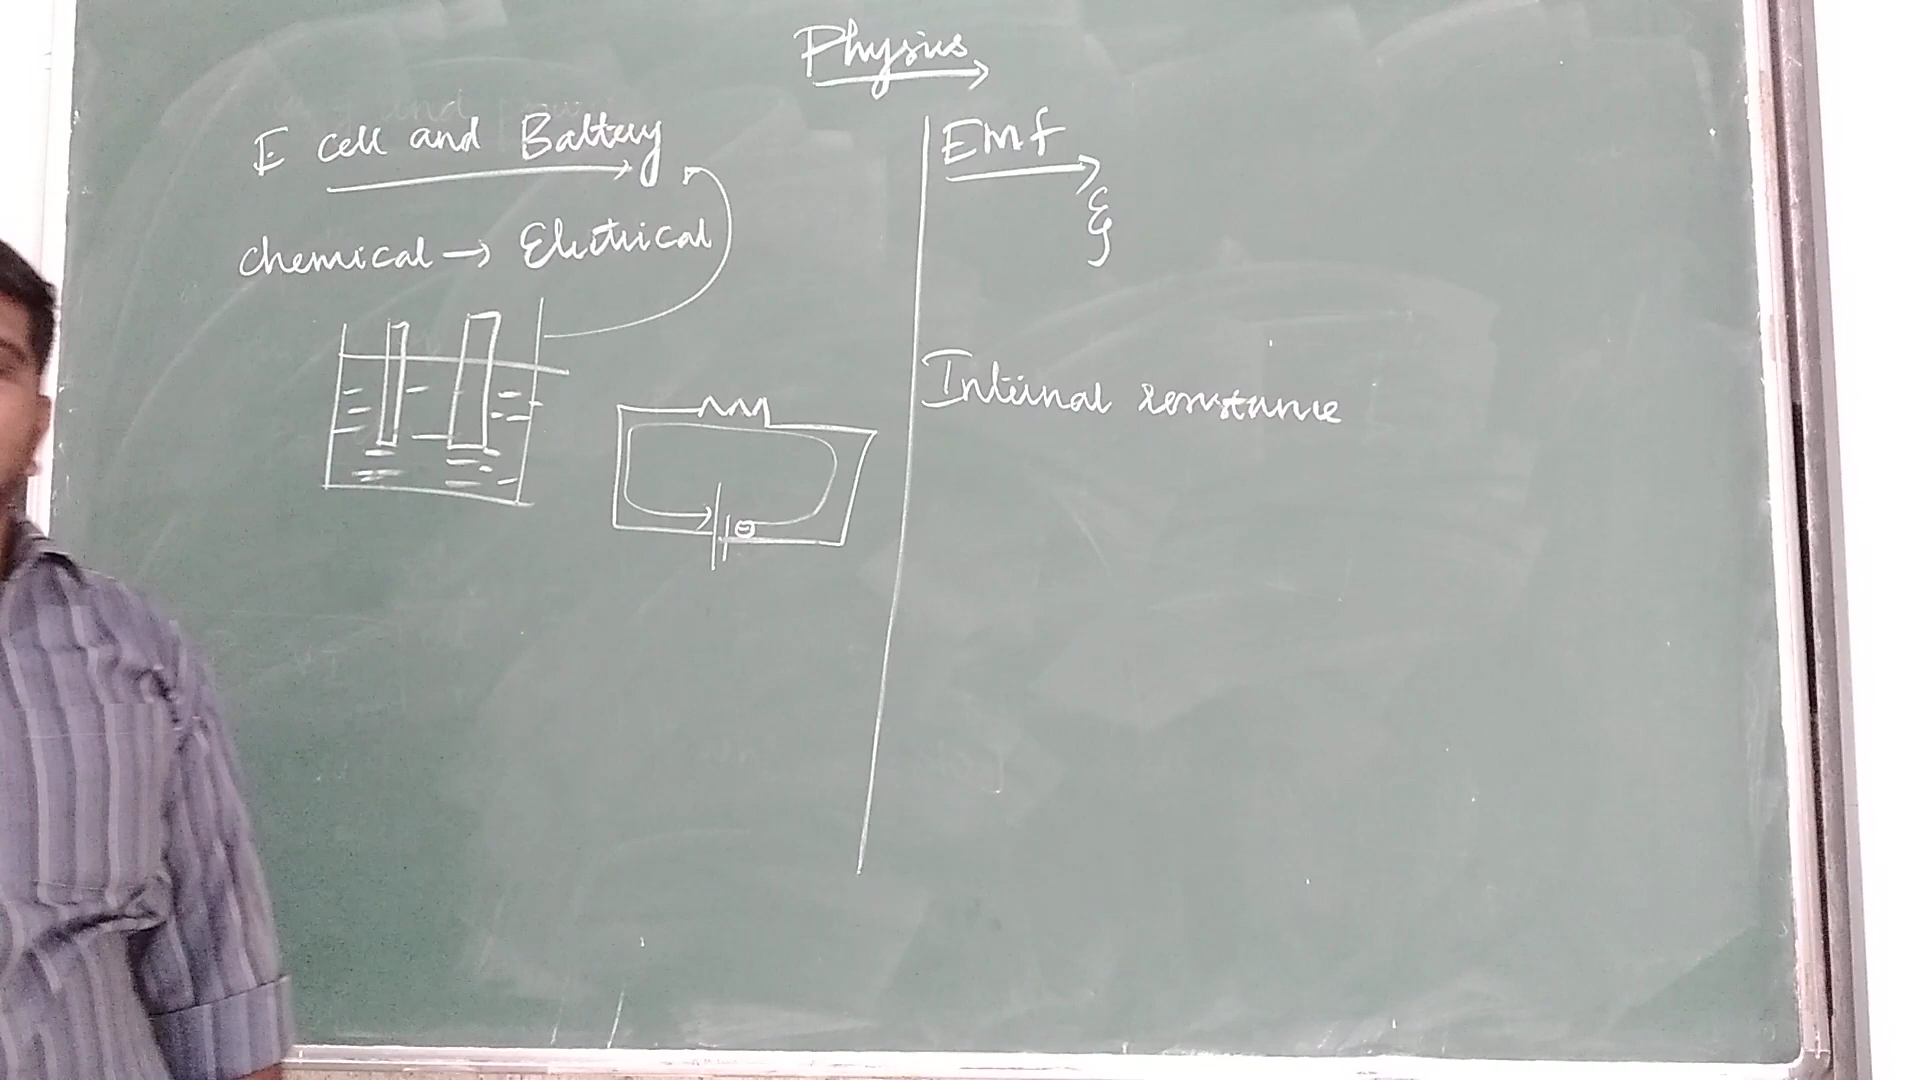 Physics
E cell and Battery
chemical → Electrical
EMf
ε
Internal resistance